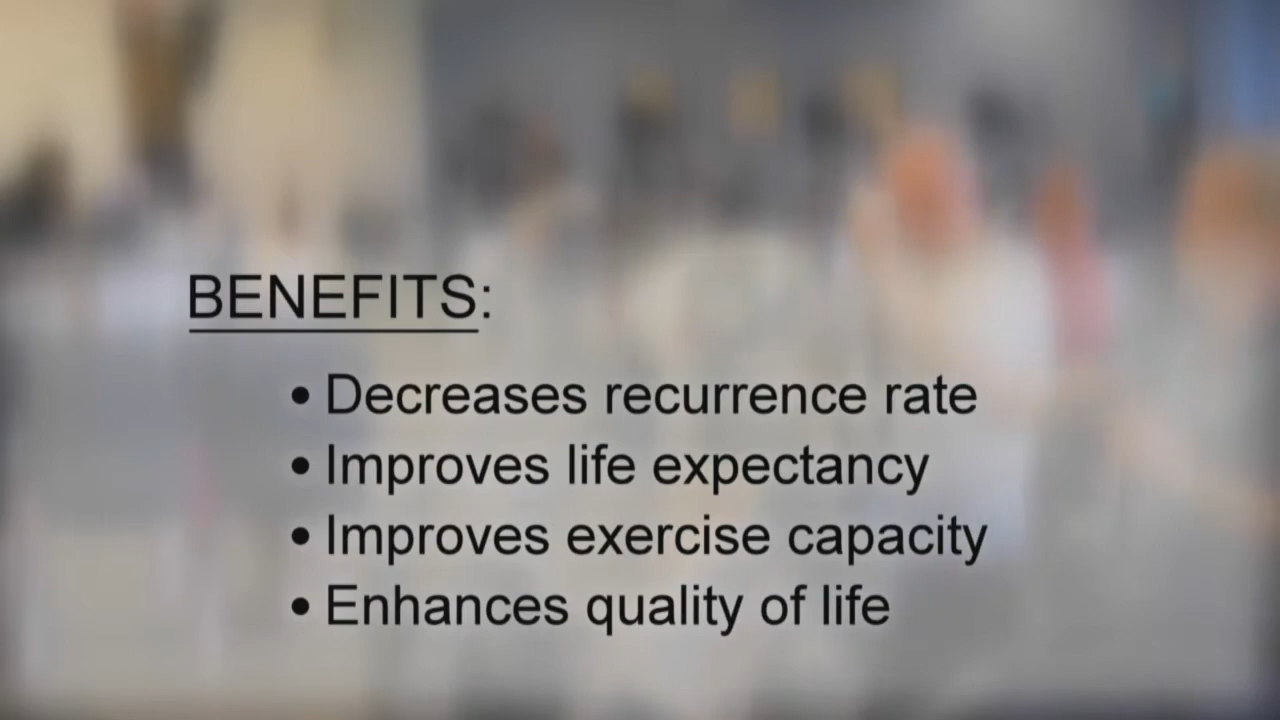 BENEFITS:
• Decreases recurrence rate
• Improves life expectancy
• Improves exercise capacity
• Enhances quality of life